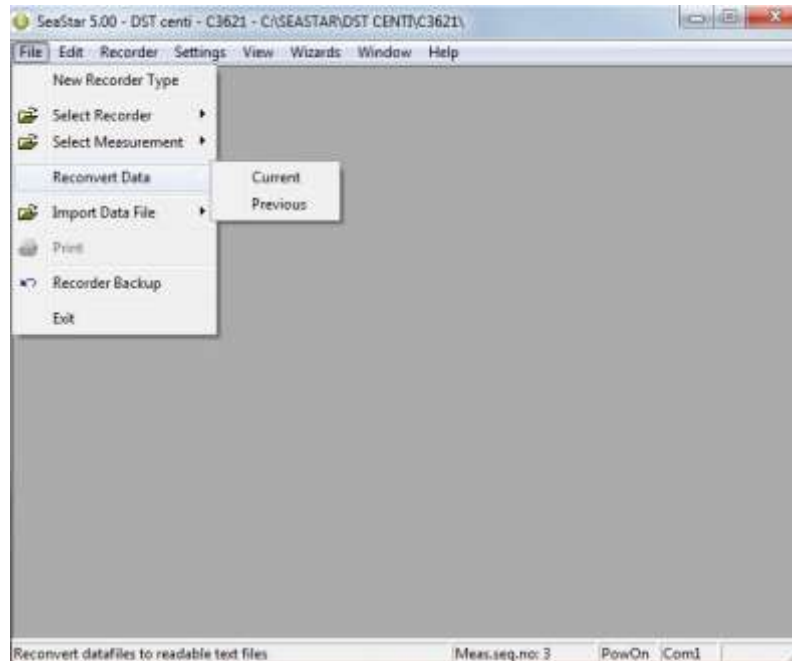 SeaStar 5.00 - DST centi - C3621 - C:\SEASTAR\DST CENTI\C3621\
File Edit Recorder Settings View Wizards Window Help
New Recorder Type
Select Recorder
Select Measurement
Reconvert Data
Current
Previous
Import Data File
Print
Recorder Backup
Exit
Reconvert datafiles to readable text files Meas.seq.no: 3 PowOn Com1